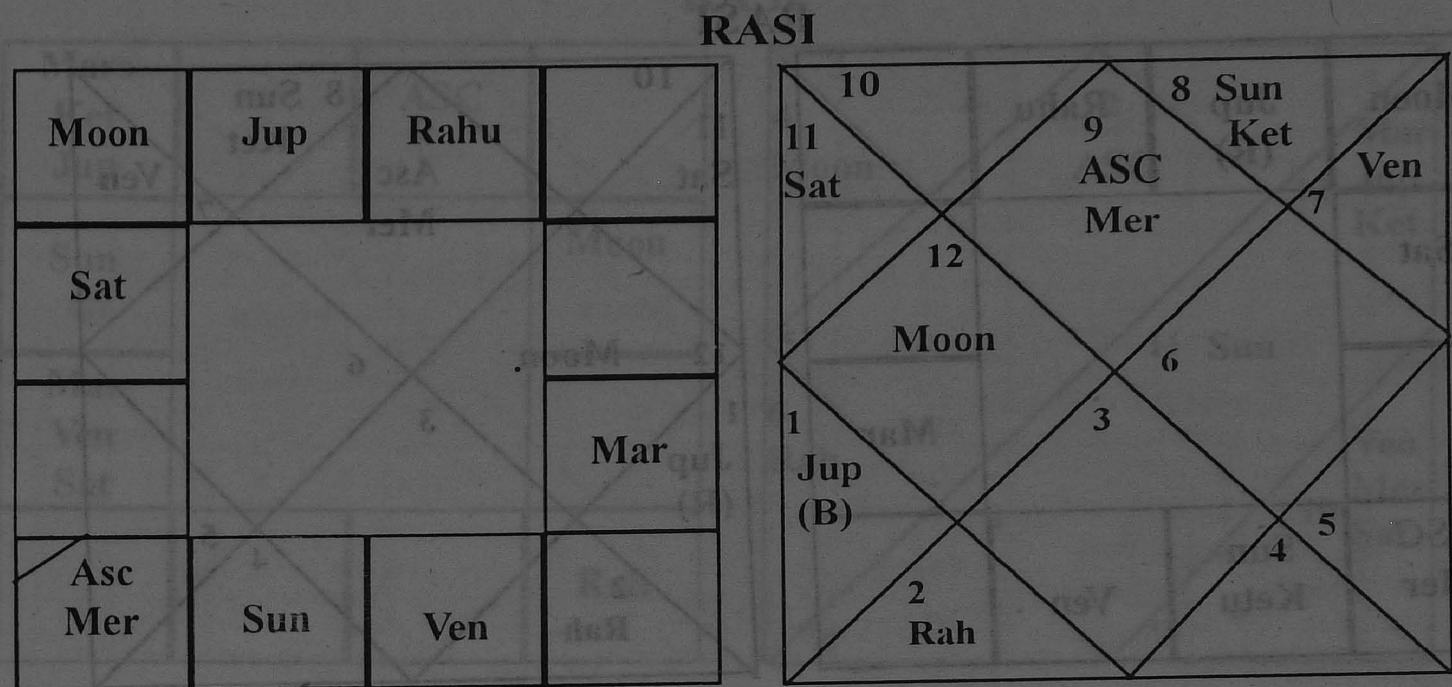 RASI
Moon Jup Rahu
Sat
Mar
Asc
Mer Sun Ven
10
8 Sun
Ket
11
Sat
9
ASC
Mer
Ven
7
12
Moon
6
1
Jup
(B)
3
5
4
2
Rah